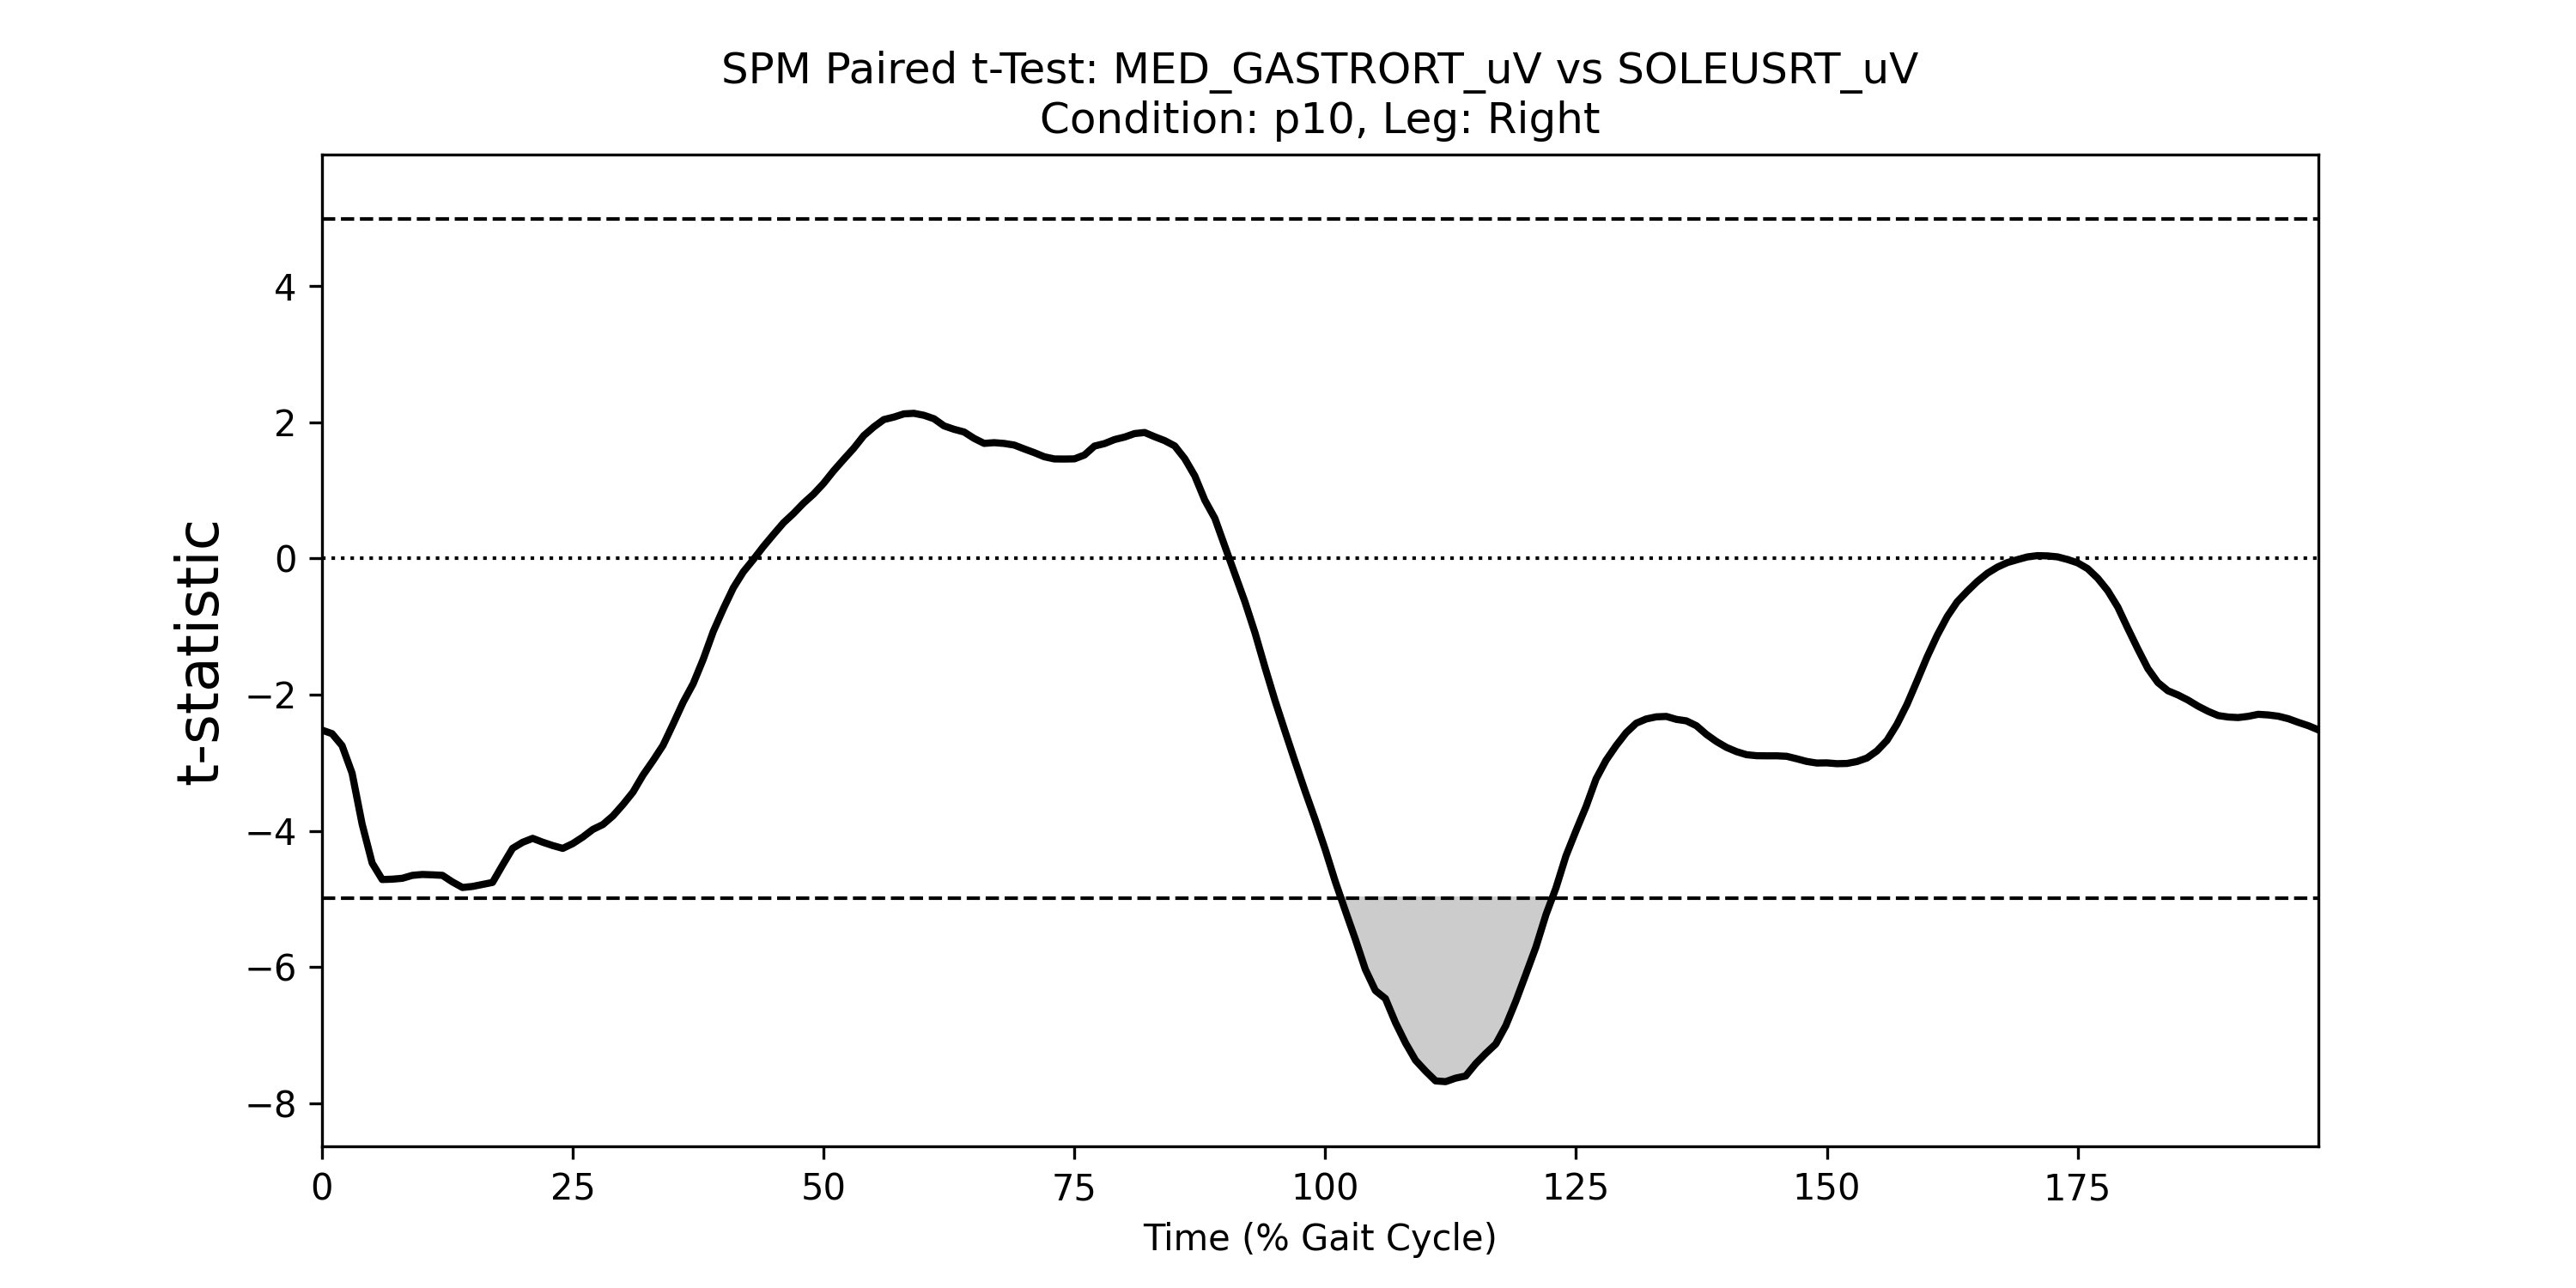 SPM Paired t-Test: MED_GASTRORT_uV vs SOLEUSRT_uV
Condition: p10, Leg: Right
t-statistic
4
2
0
−2
−4
−6
−8
0 25 50 75 100 125 150 175
Time (% Gait Cycle)